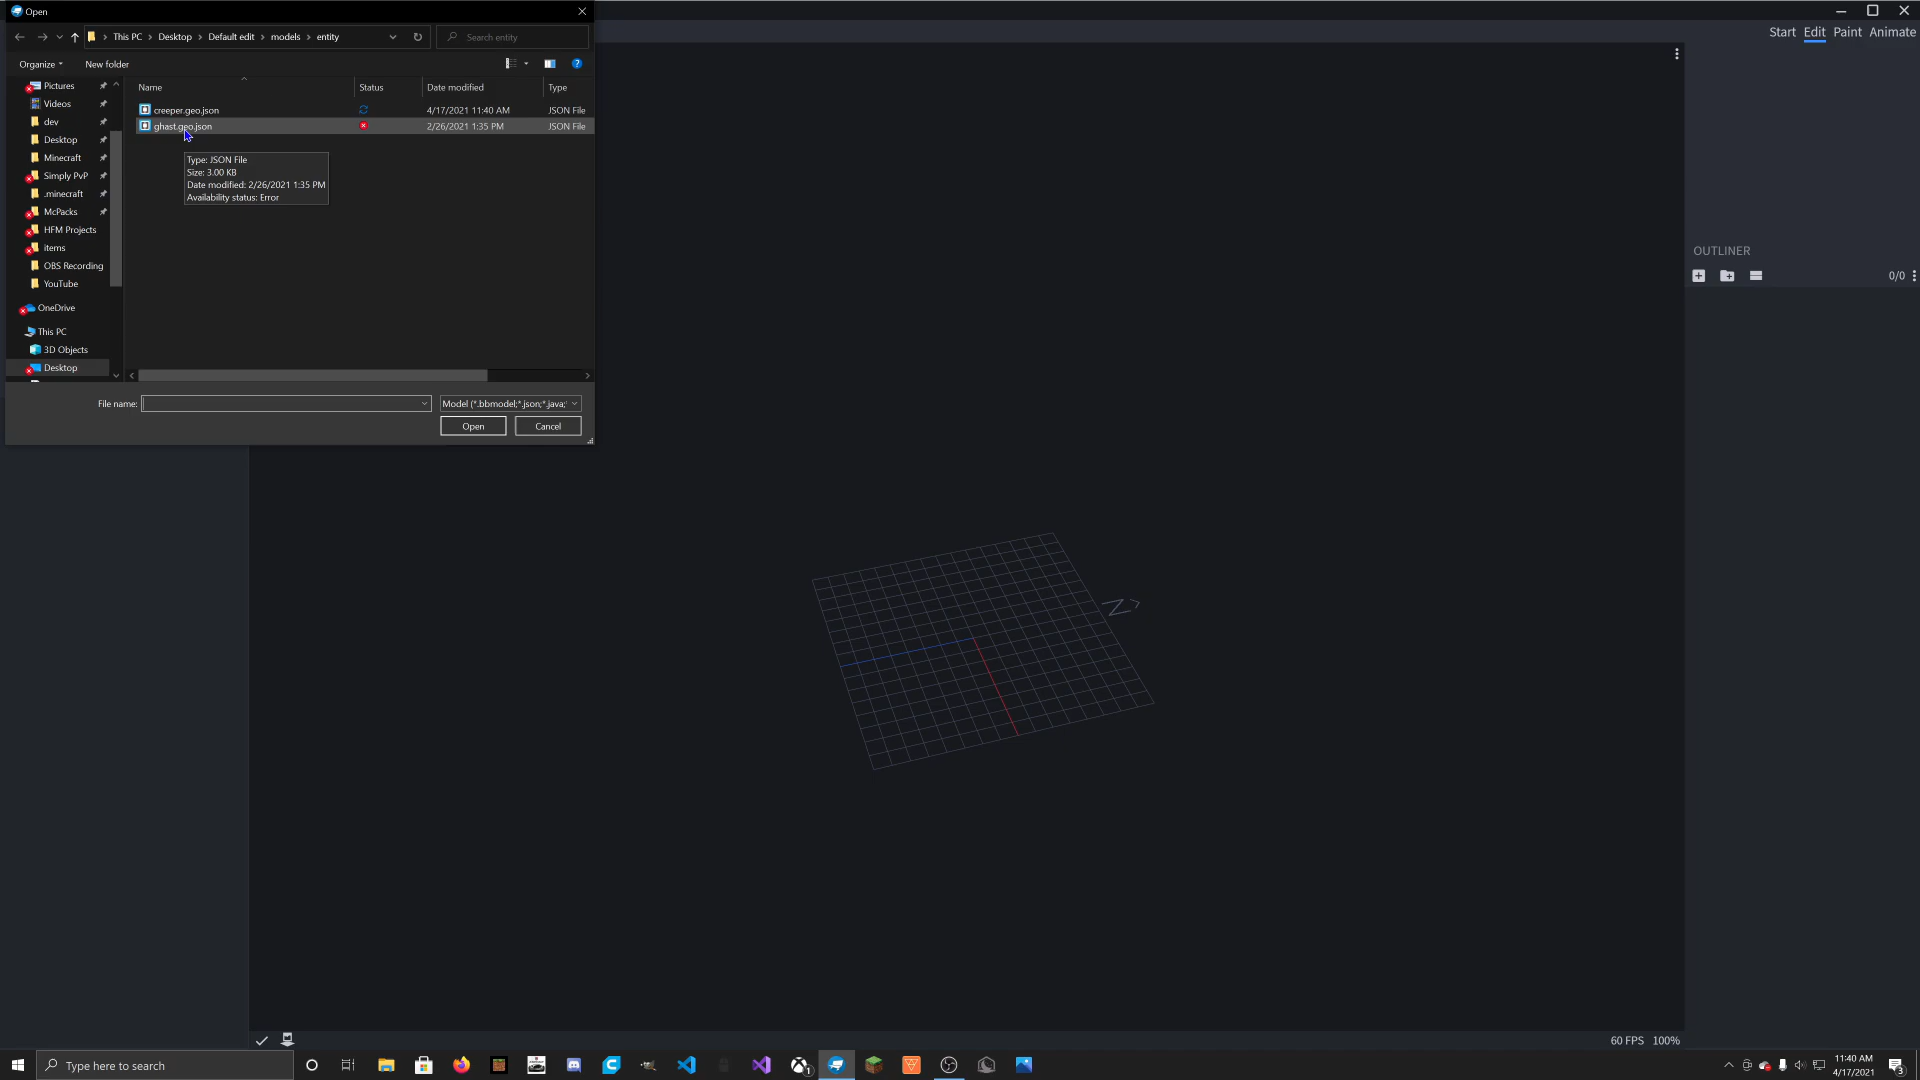 Open
Start Edit Paint Animate
This PC > Desktop > Default edit > models > entity
Search entity
Organize
New folder
Name Status Date modified Type
creeper.geo.json 4/17/2021 11:40 AM JSON File
ghast.geo.json 2/26/2021 1:35 PM JSON File
Type: JSON File
Size: 3.00 KB
Date modified: 2/26/2021 1:35 PM
Availability status: Error
Pictures
Videos
dev
Desktop
Minecraft
Simply PvP
.minecraft
McPacks
HFM Projects
items
OBS Recording
YouTube
OneDrive
This PC
3D Objects
Desktop
File name:
Model (*.bbmodel;*.json;*.java;
Open Cancel
OUTLINER
0/0
Z
60 FPS 100%
Type here to search
1
11:40 AM
4/17/2021
3